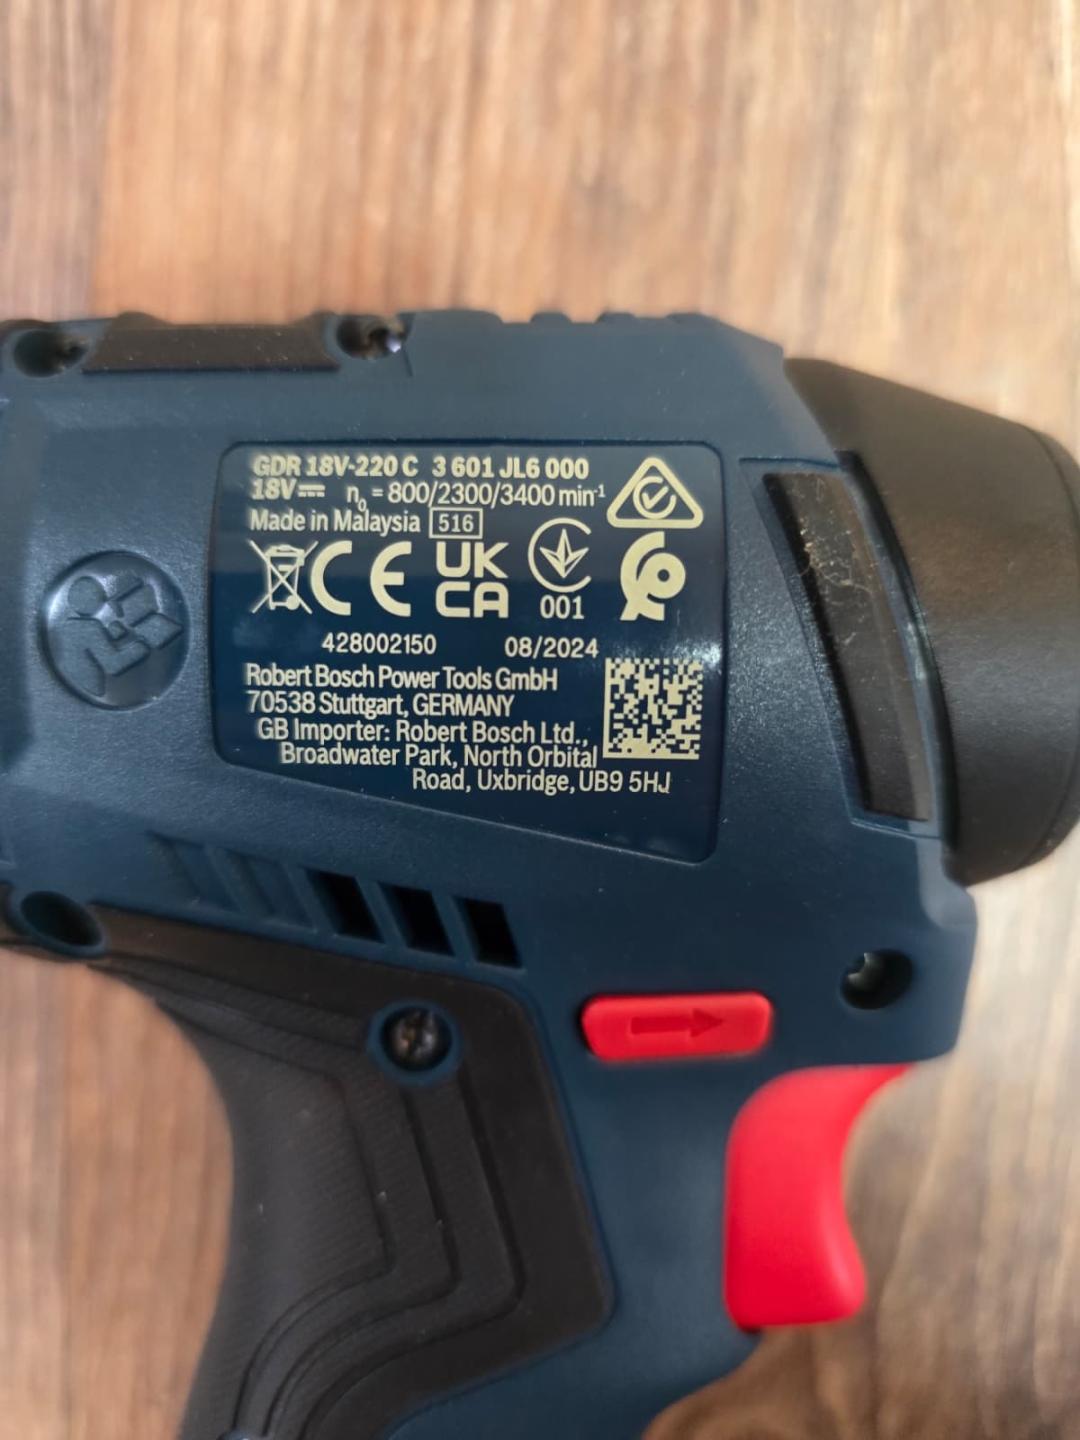 GDR 18V-220 C 3 601 JL6 000
18V n₀ = 800/2300/3400 min⁻¹
Made in Malaysia 516
CE UK CA 001
428002150 08/2024
Robert Bosch Power Tools GmbH
70538 Stuttgart, GERMANY
GB Importer: Robert Bosch Ltd.,
Broadwater Park, North Orbital
Road, Uxbridge, UB9 5HJ